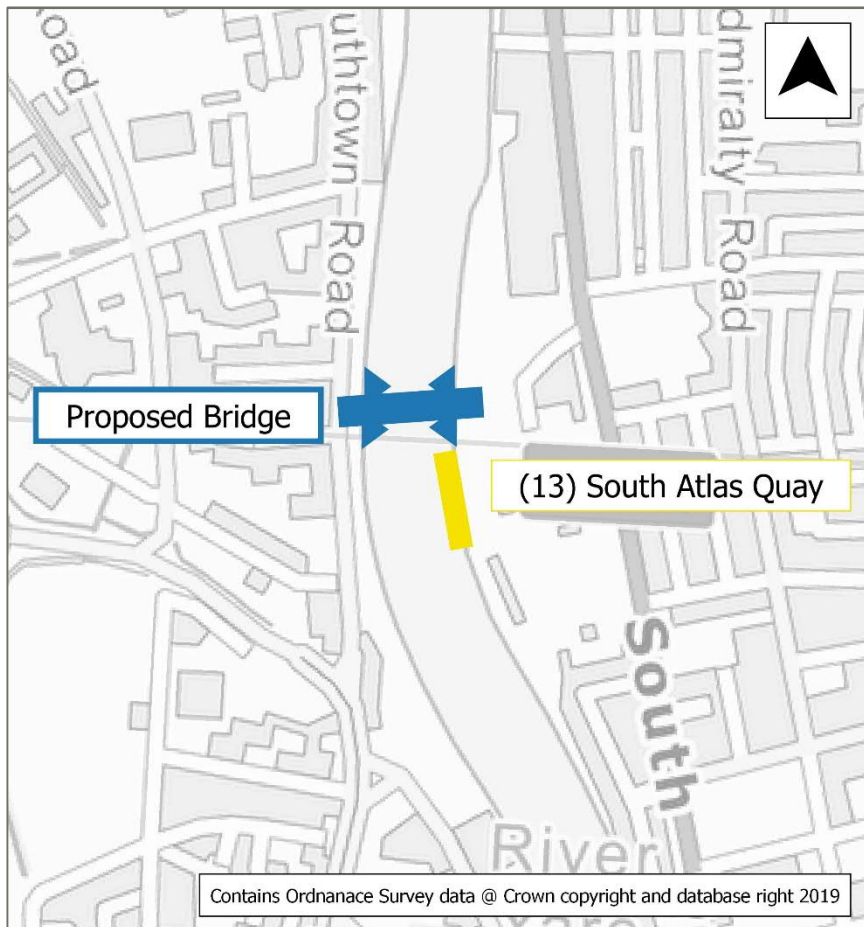 Road
uthtown Road
dmiralty Road
Proposed Bridge
(13) South Atlas Quay
South
River
Contains Ordnanace Survey data @ Crown copyright and database right 2019